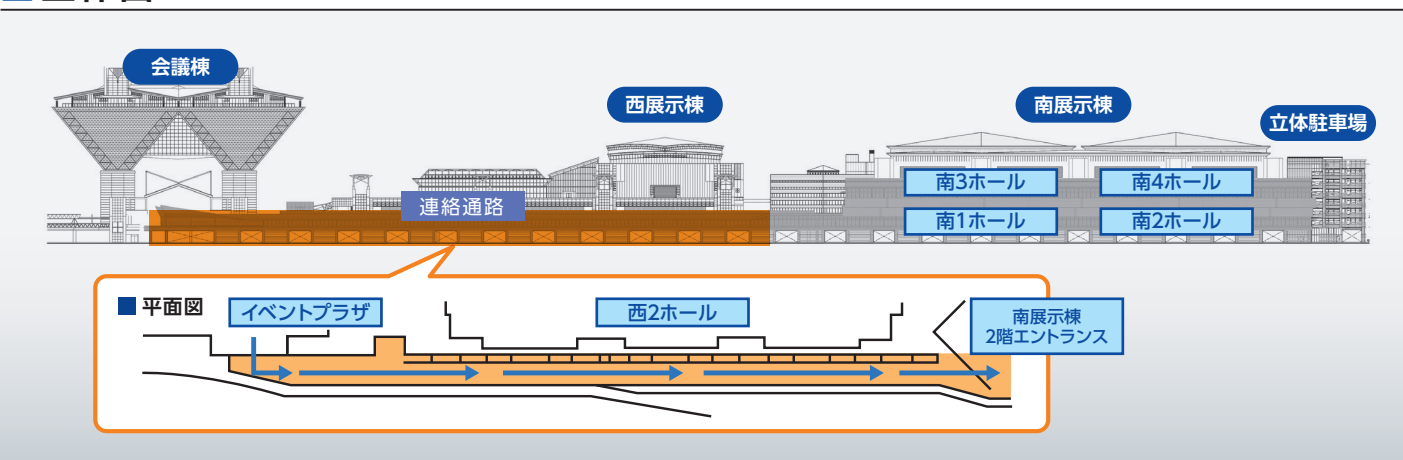 会議棟
西展示棟
南展示棟
立体駐車場
南3ホール
南4ホール
連絡通路
南1ホール
南2ホール
平面図
イベントプラザ
西2ホール
南展示棟
2階エントランス